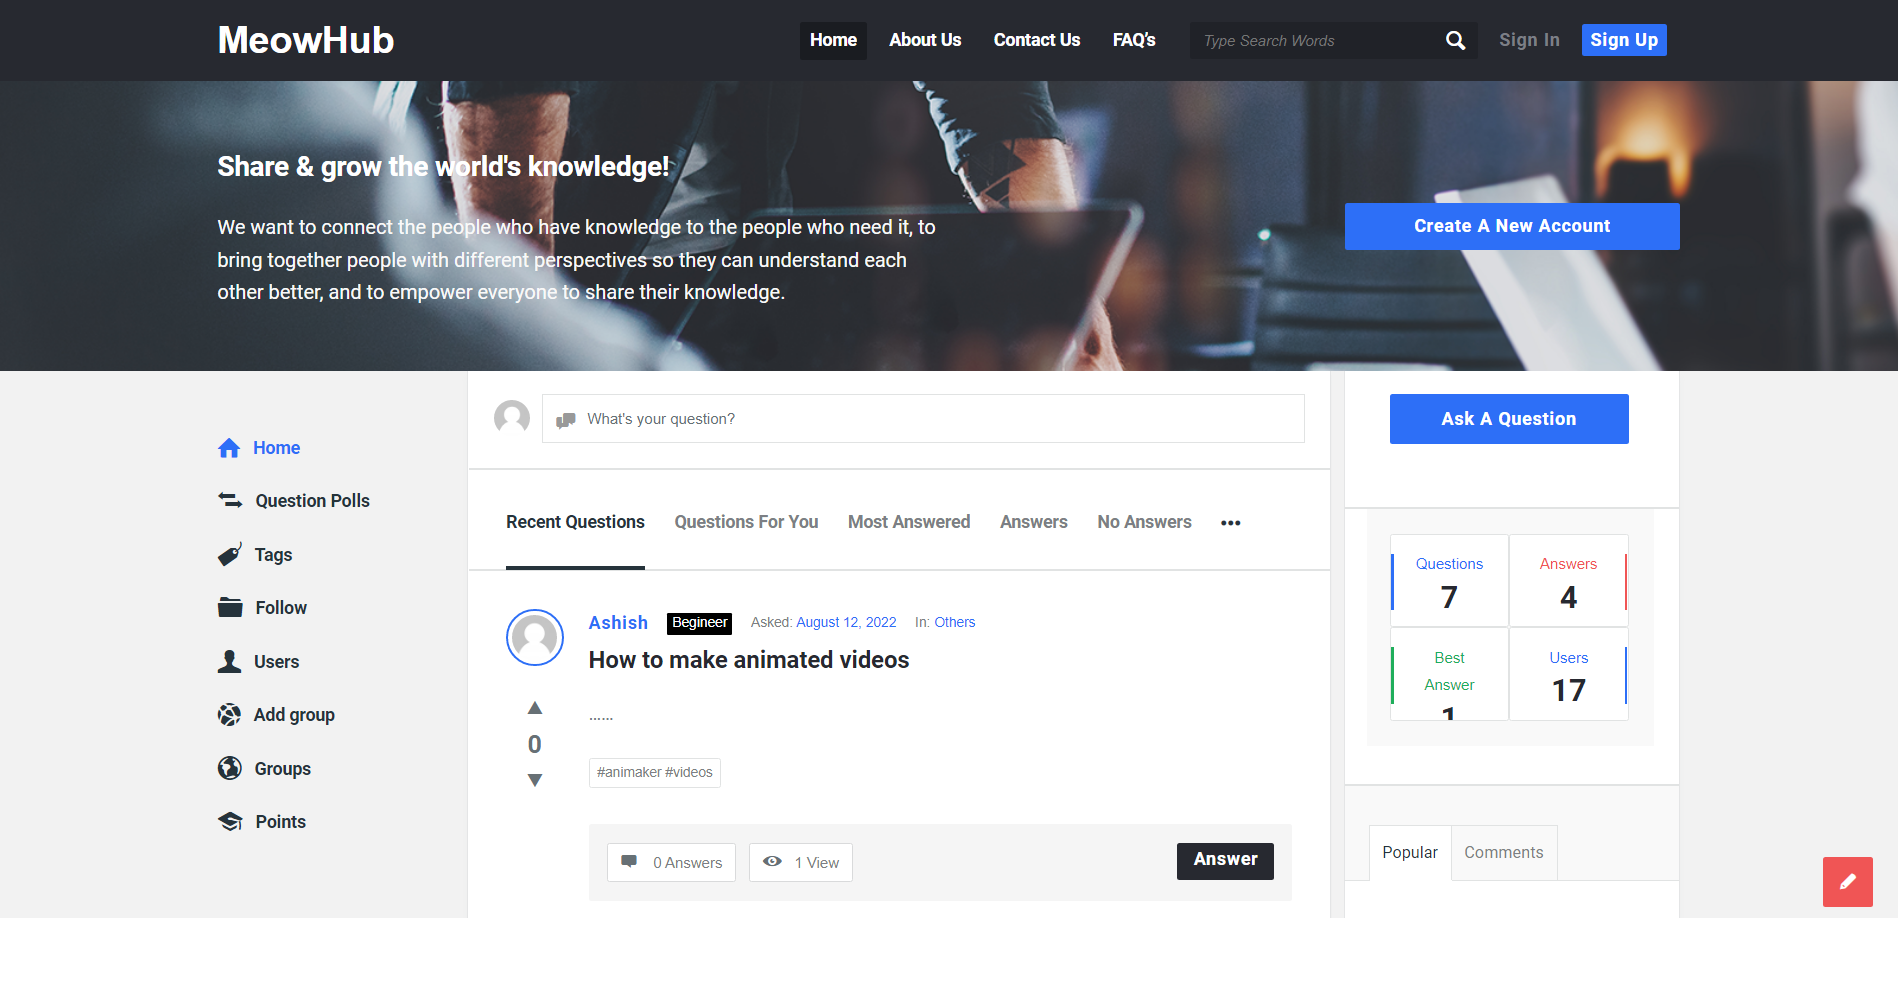 MeowHub
Home
About Us
Contact Us
FAQ's
Type Search Words
Sign In
Sign Up
Share & grow the world's knowledge!
We want to connect the people who have knowledge to the people who need it, to
bring together people with different perspectives so they can understand each
other better, and to empower everyone to share their knowledge.
Create A New Account
Home
Question Polls
Tags
Follow
Users
Add group
Groups
Points
What's your question?
Recent Questions
Questions For You
Most Answered
Answers
No Answers
Ashish
Begineer
Asked: August 12, 2022
In: Others
How to make animated videos
......
0
#animaker #videos
0 Answers
1 View
Answer
Ask A Question
Questions
7
Answers
4
Best
Answer
1
Users
17
Popular
Comments